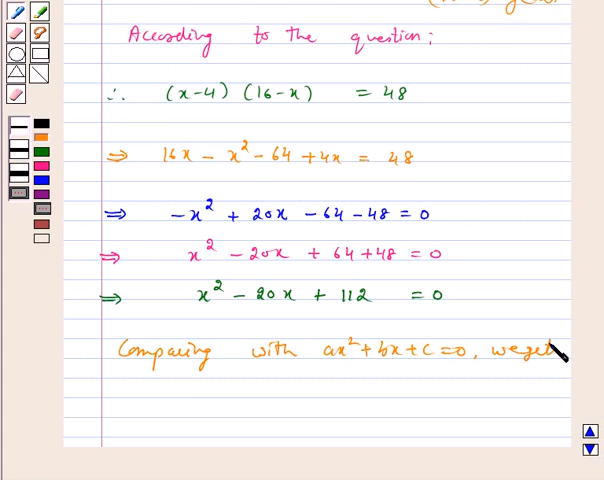 According to the question;
∴ (x-4) (16-x) = 48
⇒ 16x - x² - 64 + 4x = 48
⇒ -x² + 20x - 64 - 48 = 0
⇒ x² - 20x + 64 + 48 = 0
⇒ x² - 20x + 112 = 0
Comparing with ax² + bx + c = 0, we get